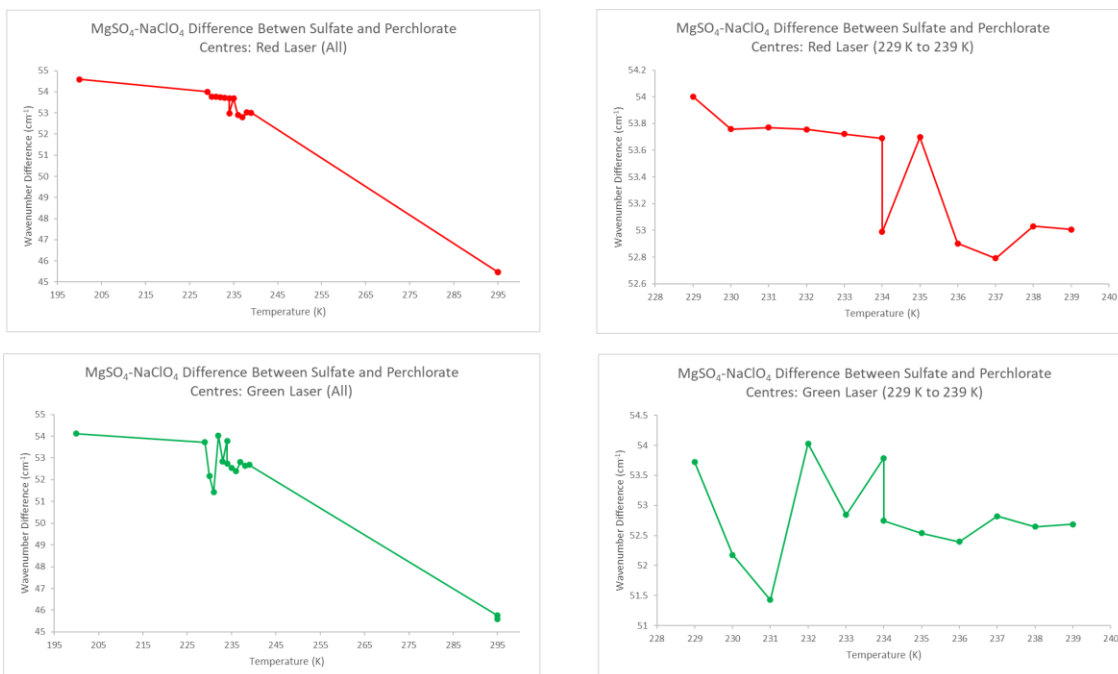 MgSO₄-NaClO₄ Difference Betwen Sulfate and Perchlorate
Centres: Red Laser (All)
Wavenumber Difference (cm⁻¹)
55
54
53
52
51
50
49
48
47
46
45
195 205 215 225 235 245 255 265 275 285 295
Temperature (K)
MgSO₄-NaClO₄ Difference Between Sulfate and Perchlorate
Centres: Red Laser (229 K to 239 K)
Wavenumber Difference (cm⁻¹)
54.2
54
53.8
53.6
53.4
53.2
53
52.8
52.6
228 229 230 231 232 233 234 235 236 237 238 239 240
Temperature (K)
MgSO₄-NaClO₄ Difference Between Sulfate and Perchlorate
Centres: Green Laser (All)
Wavenumber Difference (cm⁻¹)
55
54
53
52
51
50
49
48
47
46
45
195 205 215 225 235 245 255 265 275 285 295
Temperature (K)
MgSO₄-NaClO₄ Difference Between Sulfate and Perchlorate
Centres: Green Laser (229 K to 239 K)
Wavenumber Difference (cm⁻¹)
54.5
54
53.5
53
52.5
52
51.5
51
228 229 230 231 232 233 234 235 236 237 238 239 240
Temperature (K)